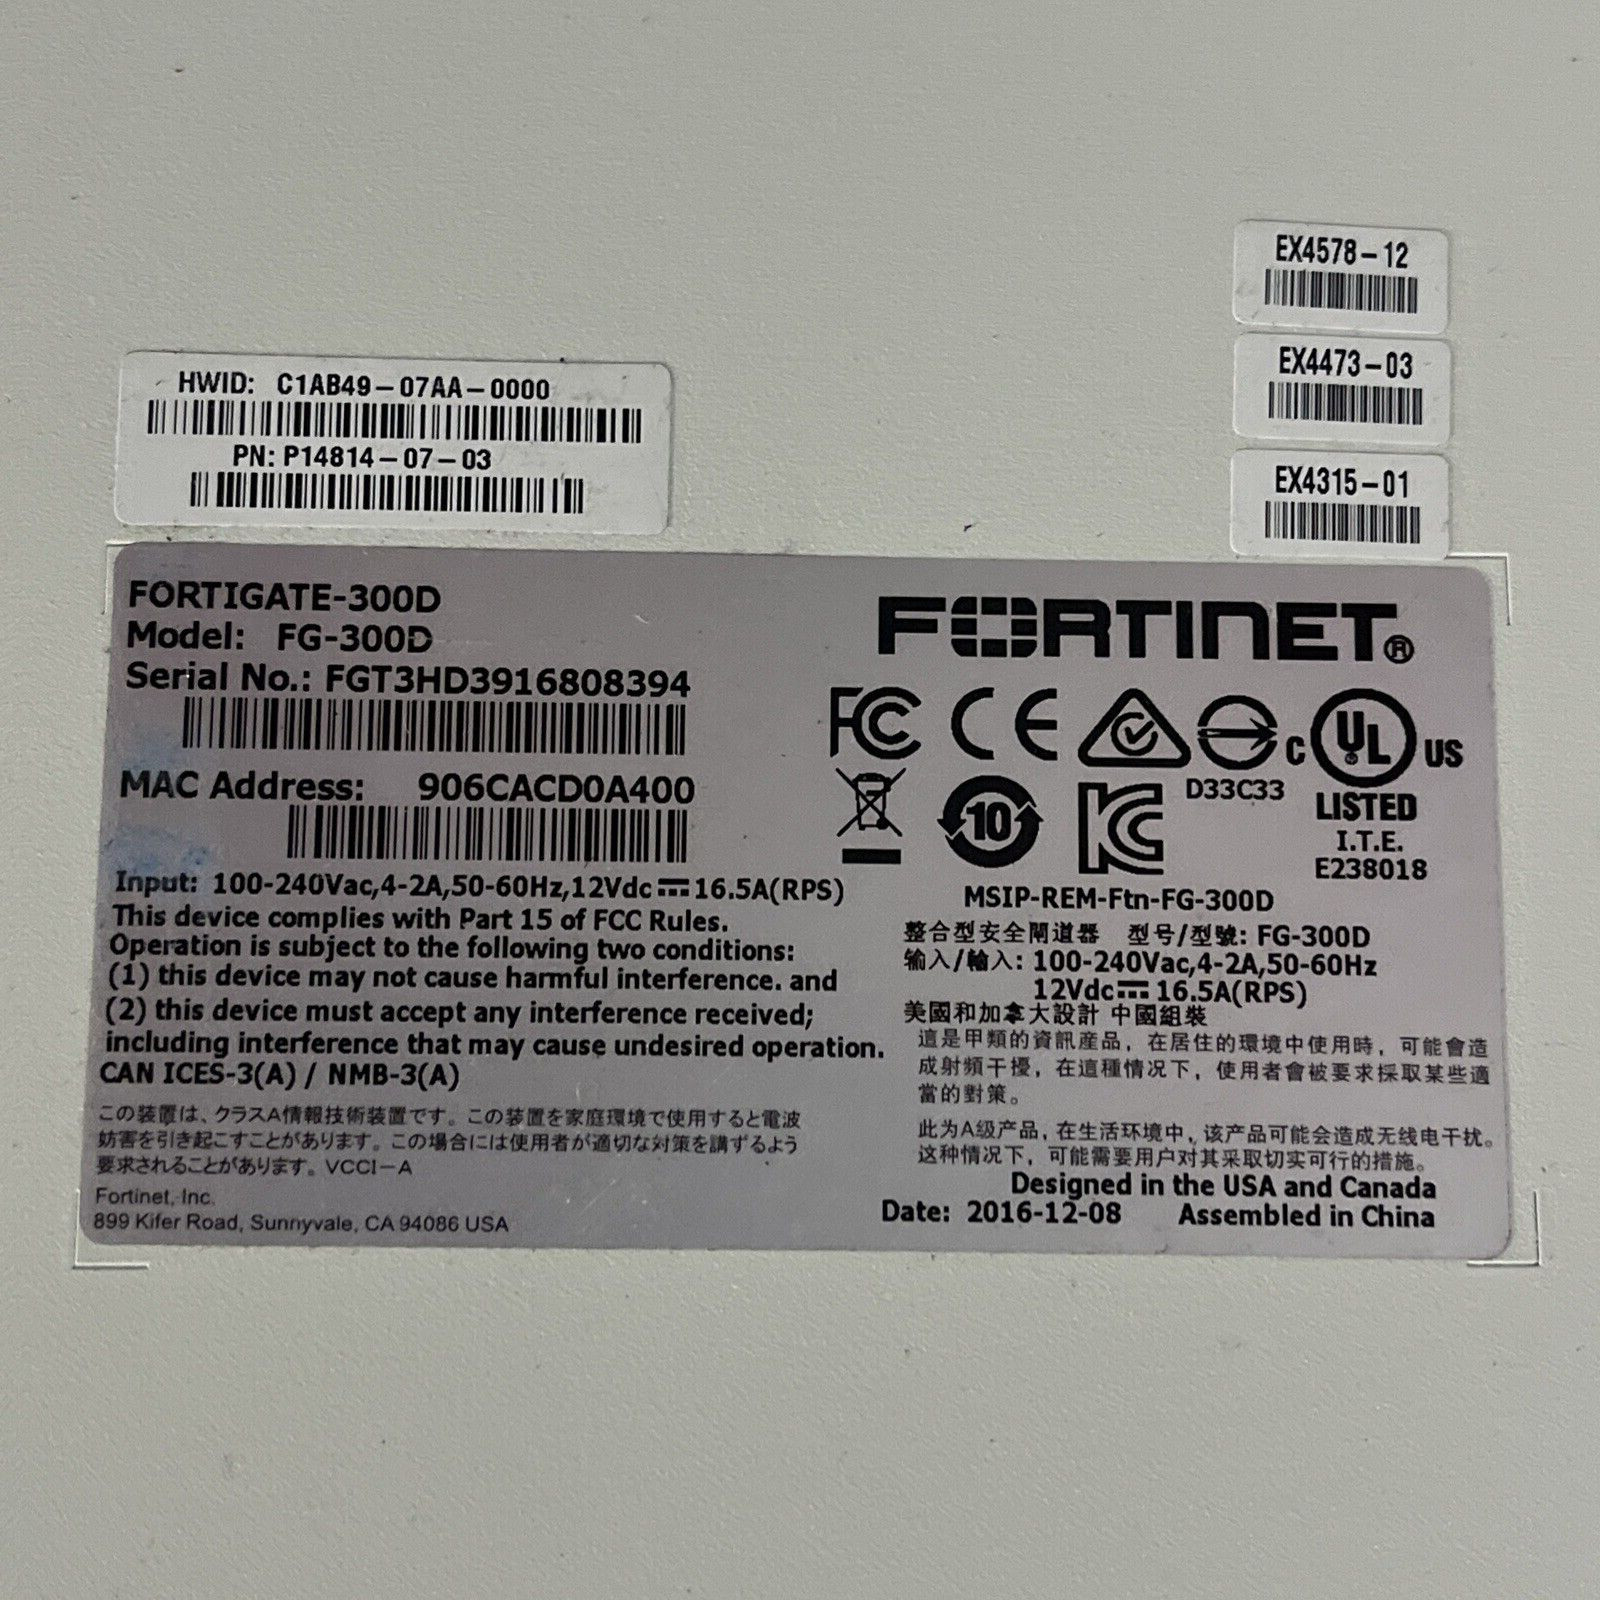 EX4578-12
EX4473-03
EX4315-01
HWID: C1AB49-07AA-0000
PN: P14814-07-03
FORTIGATE-300D
Model: FG-300D
Serial No.: FGT3HD3916808394
MAC Address: 906CACD0A400
Input: 100-240Vac,4-2A,50-60Hz,12Vdc⎓16.5A(RPS)
This device complies with Part 15 of FCC Rules.
Operation is subject to the following two conditions:
(1) this device may not cause harmful interference. and
(2) this device must accept any interference received;
including interference that may cause undesired operation.
CAN ICES-3(A) / NMB-3(A)
この装置は、クラスA情報技術装置です。この装置を家庭環境で使用すると電波
妨害を引き起こすことがあります。この場合には使用者が適切な対策を講ずるよう
要求されることがあります。VCCI-A
Fortinet, Inc.
899 Kifer Road, Sunnyvale, CA 94086 USA
FORTINET®
FC CE
D33C33
C UL US
LISTED
I.T.E.
E238018
10
KC
MSIP-REM-Ftn-FG-300D
整合型安全閘道器 型号/型號: FG-300D
输入/輸入: 100-240Vac,4-2A,50-60Hz
12Vdc⎓16.5A(RPS)
美國和加拿大設計 中國組裝
這是甲類的資訊産品，在居住的環境中使用時，可能會造
成射頻干擾，在這種情况下，使用者會被要求採取某些適
當的對策。
此为A级产品，在生活环境中，该产品可能会造成无线电干扰。
这种情况下，可能需要用户对其采取切实可行的措施。
Designed in the USA and Canada
Date: 2016-12-08 Assembled in China